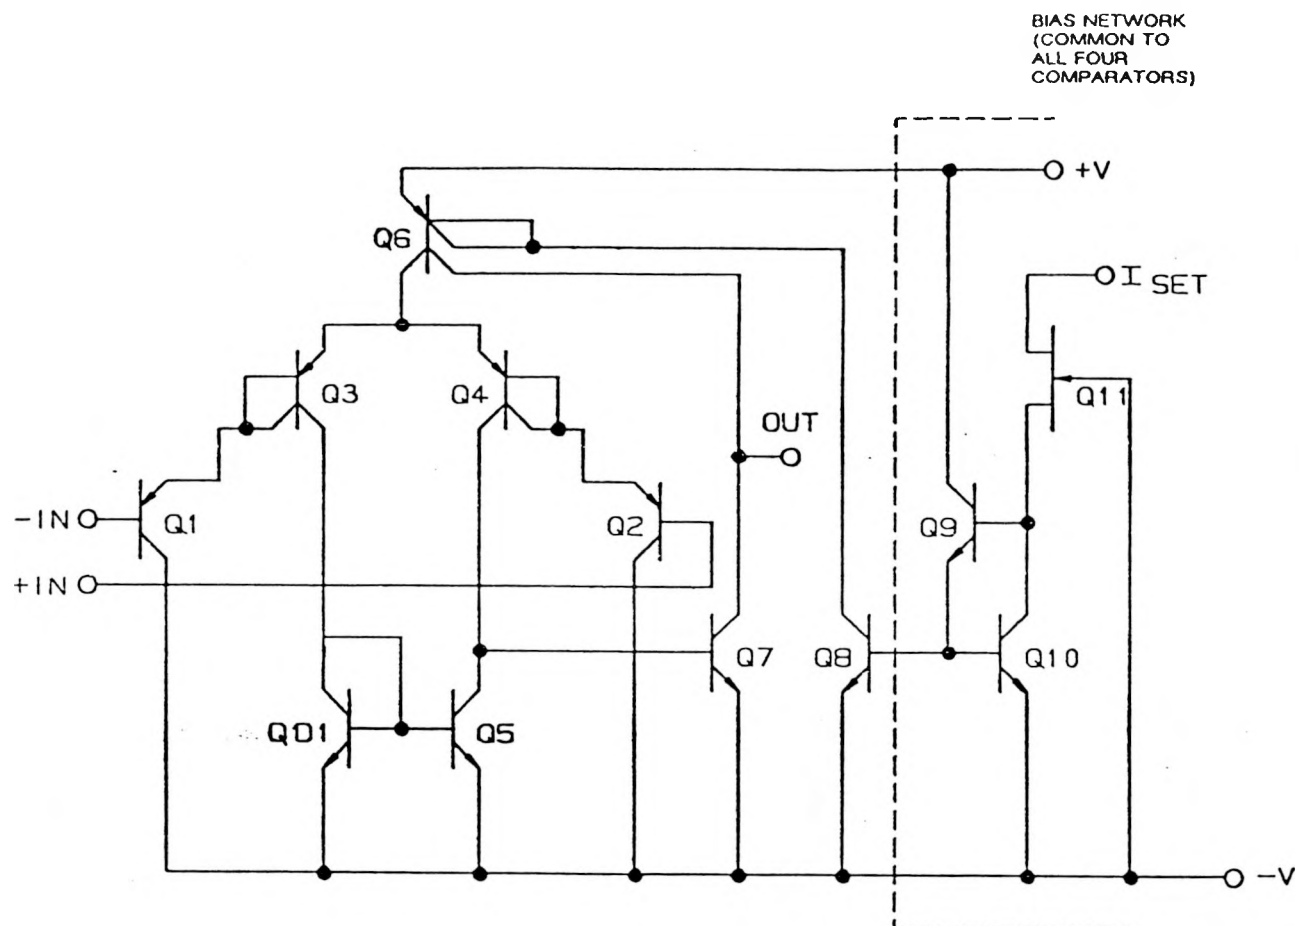 BIAS NETWORK
(COMMON TO
ALL FOUR
COMPARATORS)
+V
Q6
I SET
Q3
Q4
Q11
OUT
-IN
Q1
Q2
Q9
+IN
Q7
Q8
Q10
QD1
Q5
-V